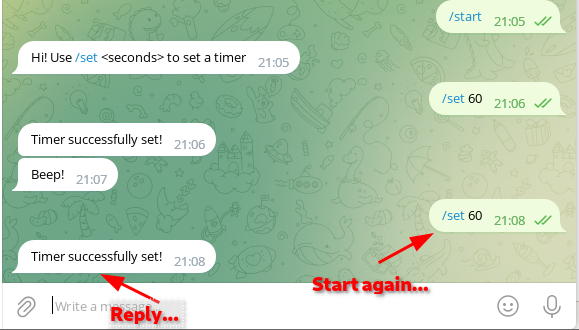 /start 21:05
Hi! Use /set <seconds> to set a timer 21:05
/set 60 21:06
Timer successfully set! 21:06
Beep! 21:07
/set 60 21:08
Timer successfully set! 21:08
Start again...
Write a message...
Reply...